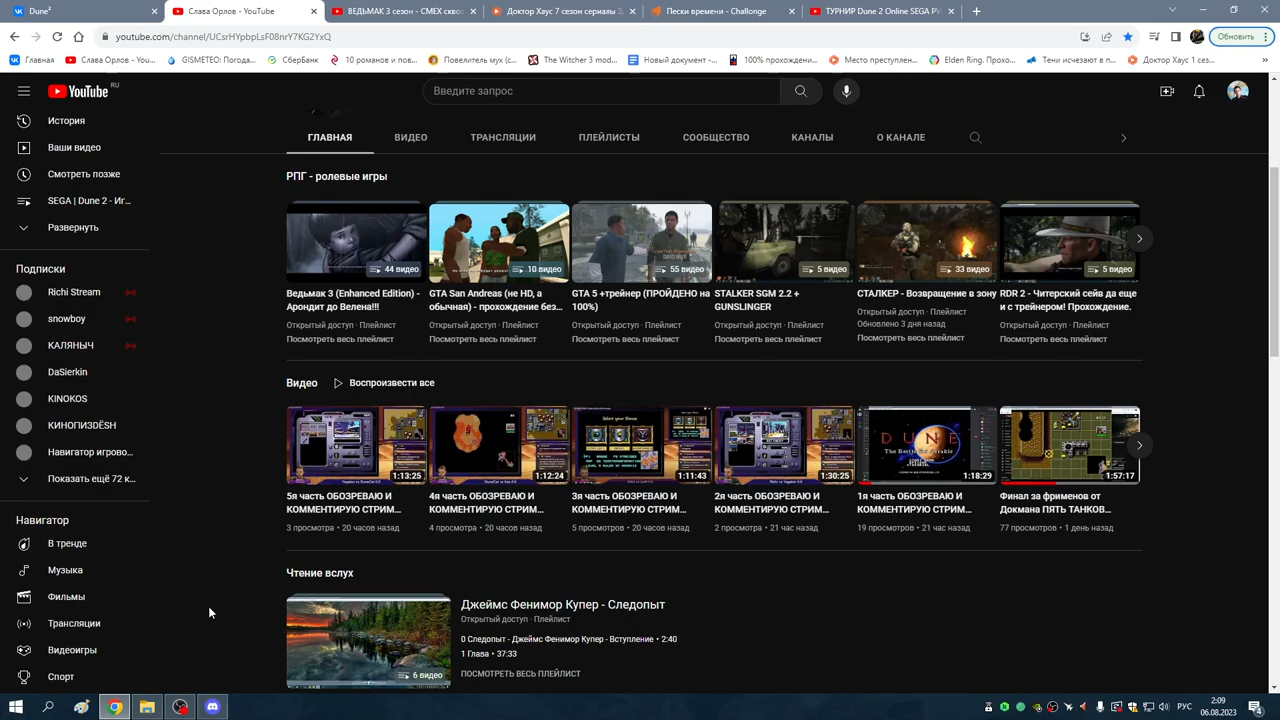 Dune²
Слава Орлов - YouTube
ВЕДЬМАК 3 сезон - СМЕХ сквоз
Доктор Хаус 7 сезон сериалы 3,
Пески времени - Challonge
ТУРНИР Dune 2 Online SEGA PV
youtube.com/channel/UCsrHYpbpLsF08nrY7KG2YxQ
Обновить
Главная
Слава Орлов - You...
GISMETEO: Погода...
СберБанк
10 романов и пов...
Повелитель мух (с...
The Witcher 3 mod...
Новый документ -...
100% прохождени...
Место преступлен...
Elden Ring. Прохо...
Тени исчезают в п...
Доктор Хаус 1 сез...
YouTube RU
Введите запрос
История
Ваши видео
Смотреть позже
SEGA | Dune 2 - Иг...
Развернуть
Подписки
Richi Stream
snowboy
КАЛЯНЫЧ
DaSierkin
KINOKOS
КИНОПИЗDЁSH
Навигатор игрово...
Показать ещё 72 к...
Навигатор
В тренде
Музыка
Фильмы
Трансляции
Видеоигры
Спорт
ГЛАВНАЯ
ВИДЕО
ТРАНСЛЯЦИИ
ПЛЕЙЛИСТЫ
СООБЩЕСТВО
КАНАЛЫ
О КАНАЛЕ
РПГ - ролевые игры
44 видео
10 видео
55 видео
5 видео
33 видео
5 видео
Ведьмак 3 (Enhanced Edition) -
Арондит до Велена!!!
Открытый доступ · Плейлист
Посмотреть весь плейлист
GTA San Andreas (не HD, а
обычная) - прохождение без...
Открытый доступ · Плейлист
Посмотреть весь плейлист
GTA 5 +трейнер (ПРОЙДЕНО на
100%)
Открытый доступ · Плейлист
Посмотреть весь плейлист
STALKER SGM 2.2 +
GUNSLINGER
Открытый доступ · Плейлист
Посмотреть весь плейлист
СТАЛКЕР - Возвращение в зону
Открытый доступ · Плейлист
Обновлено 3 дня назад
Посмотреть весь плейлист
RDR 2 - Читерский сейв да еще
и с трейнером! Прохождение.
Открытый доступ · Плейлист
Посмотреть весь плейлист
Видео
Воспроизвести все
1:13:25
1:12:24
Select your House
1:11:43
1:30:25
DUNE
The Battle for Arrakis
1:18:29
1:57:17
5я часть ОБОЗРЕВАЮ И
КОММЕНТИРУЮ СТРИМ...
3 просмотра • 20 часов назад
4я часть ОБОЗРЕВАЮ И
КОММЕНТИРУЮ СТРИМ...
4 просмотра • 20 часов назад
3я часть ОБОЗРЕВАЮ И
КОММЕНТИРУЮ СТРИМ...
5 просмотров • 20 часов назад
2я часть ОБОЗРЕВАЮ И
КОММЕНТИРУЮ СТРИМ...
2 просмотра • 21 час назад
1я часть ОБОЗРЕВАЮ И
КОММЕНТИРУЮ СТРИМ...
19 просмотров • 21 час назад
Финал за фрименов от
Докмана ПЯТЬ ТАНКОВ...
77 просмотров • 1 день назад
Чтение вслух
6 видео
Джеймс Фенимор Купер - Следопыт
Открытый доступ · Плейлист
0 Следопыт - Джеймс Фенимор Купер - Вступление • 2:40
1 Глава • 37:33
ПОСМОТРЕТЬ ВЕСЬ ПЛЕЙЛИСТ
РУС
2:09
06.08.2023
4